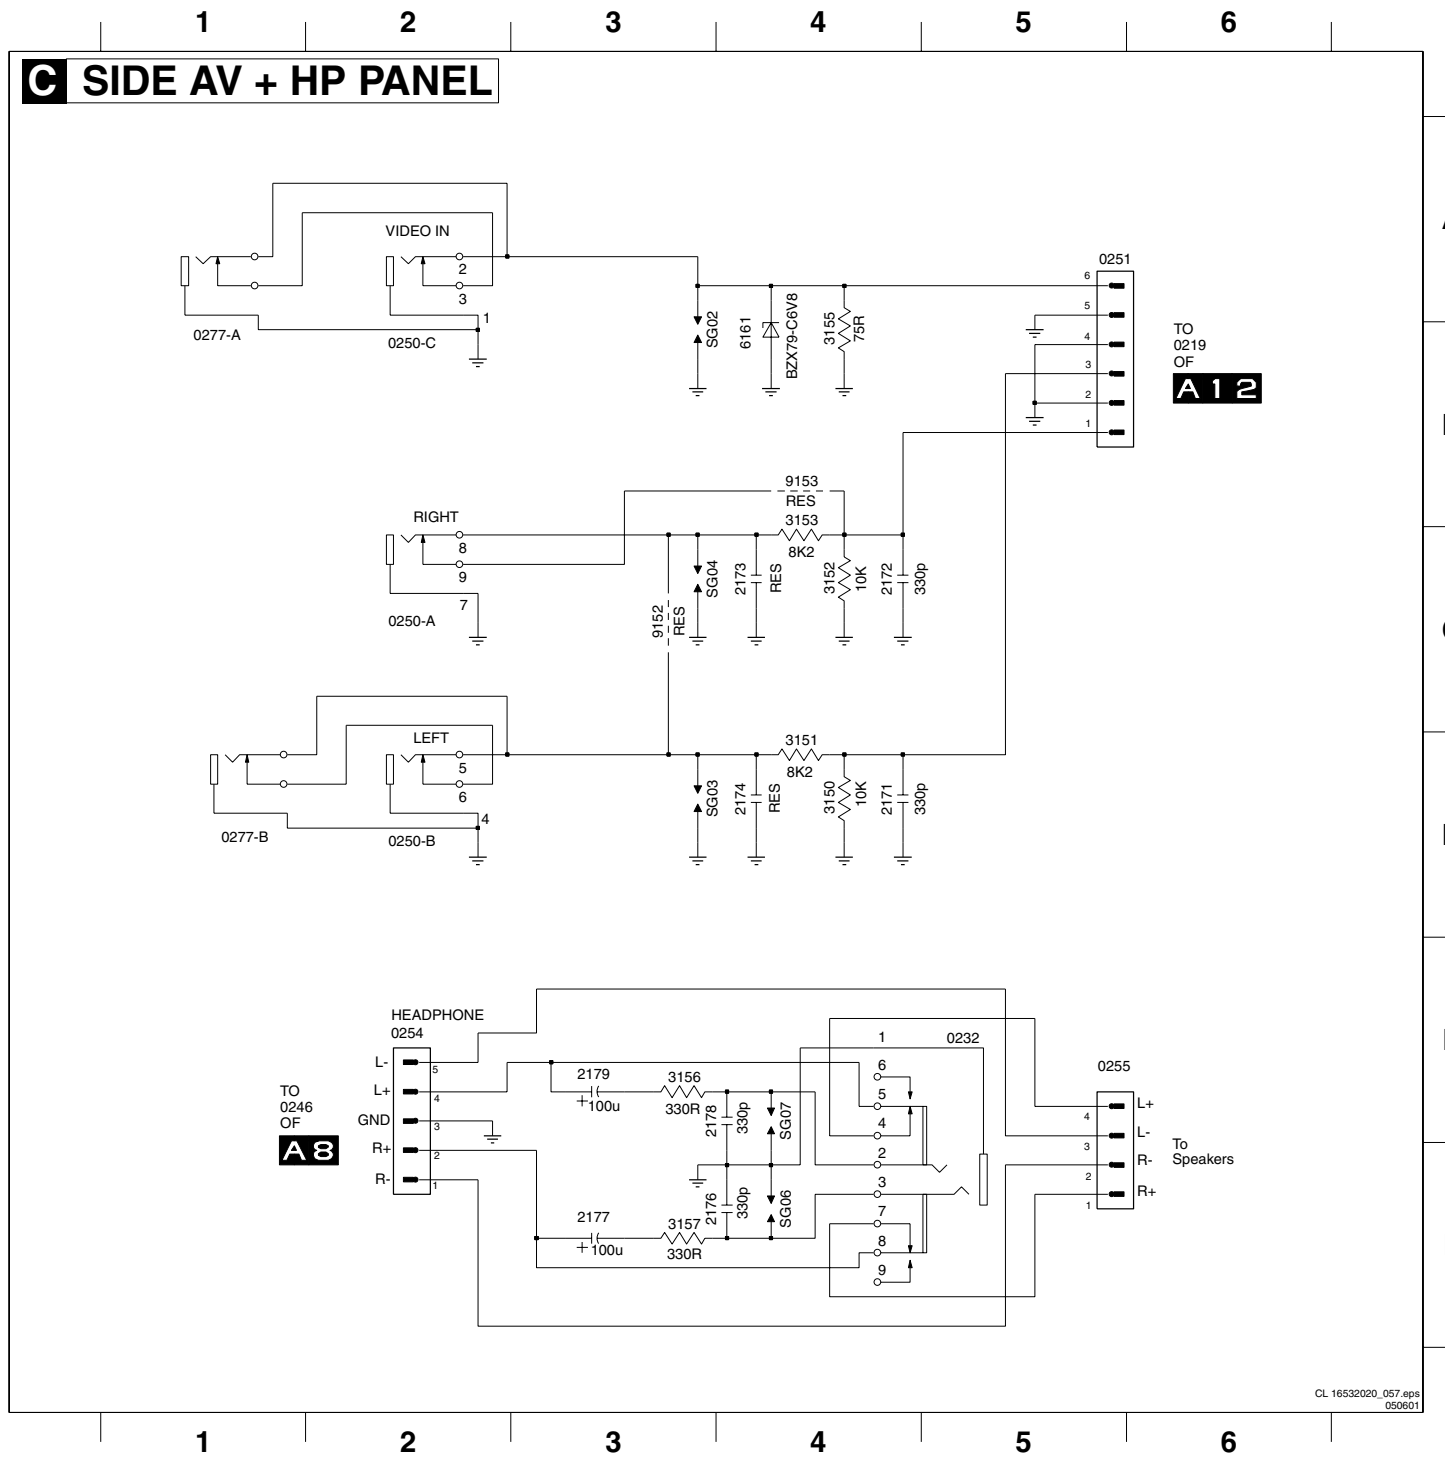 1 2 3 4 5 6
C SIDE AV + HP PANEL
VIDEO IN
2
3
1
0277-A
0250-C
SG02
6161
BZX79-C6V8
3155
75R
0251
6
5
4
3
2
1
TO
0219
OF
A12
9153
RES
RIGHT
8
9
7
0250-A
3153
8K2
9152
RES
SG04
2173
RES
3152
10K
2172
330p
LEFT
5
6
4
0277-B
0250-B
3151
8K2
SG03
2174
RES
3150
10K
2171
330p
HEADPHONE
0254
L-
5
L+
4
GND
3
R+
2
R-
1
TO
0246
OF
A8
2179
+
100u
3156
330R
2178
330p
SG07
2176
330p
SG06
2177
+
100u
3157
330R
1
0232
6
5
4
2
3
7
8
9
0255
L+
4
L-
3
R-
2
R+
1
To
Speakers
CL 16532020_057.eps
050601
1 2 3 4 5 6